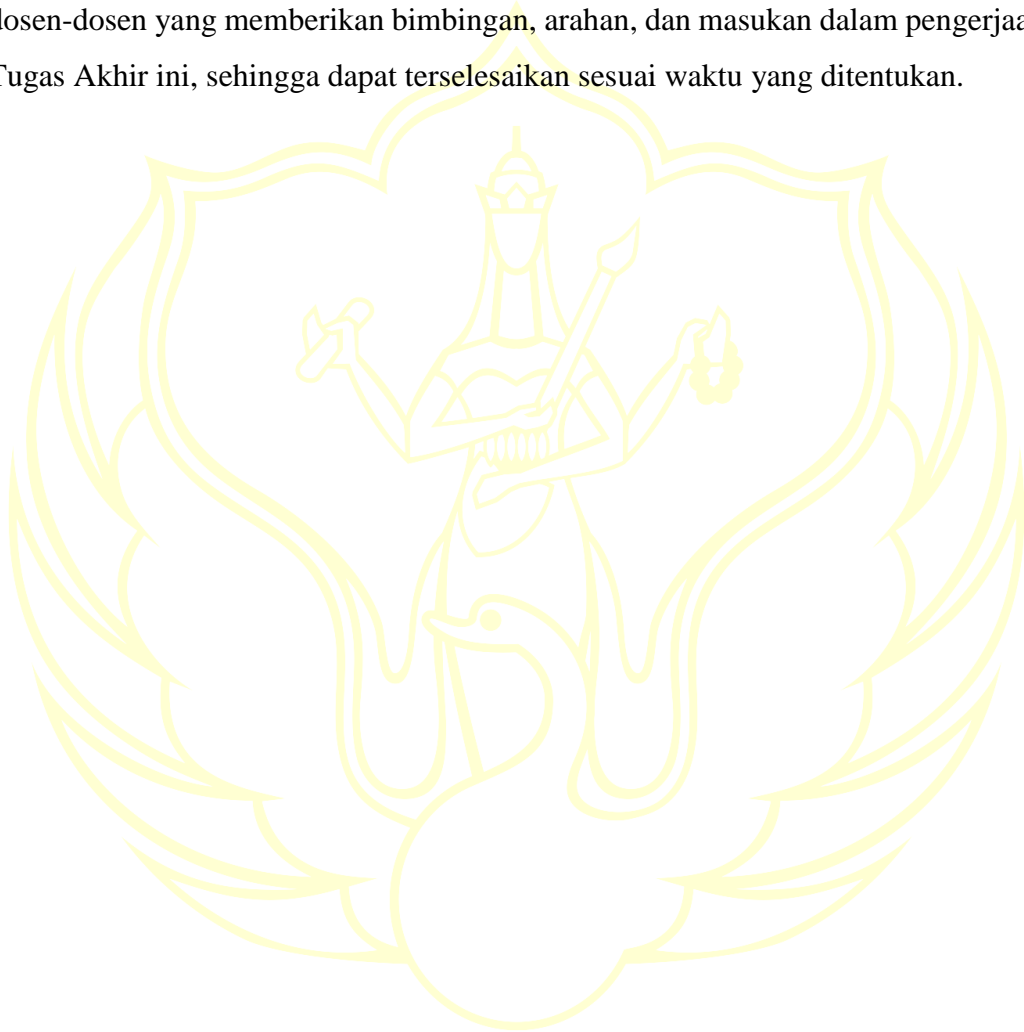 dosen-dosen yang memberikan bimbingan, arahan, dan masukan dalam pengerjaa
Tugas Akhir ini, sehingga dapat terselesaikan sesuai waktu yang ditentukan.